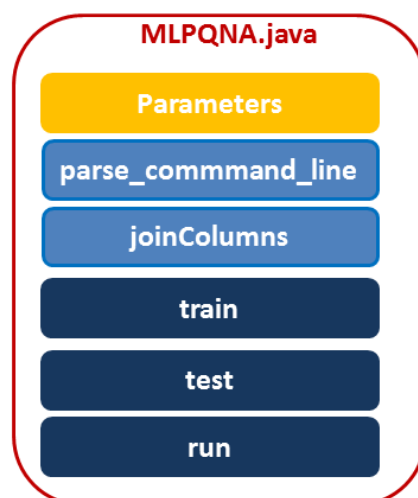 MLPQNA.java
Parameters
parse_commmand_line
joinColumns
train
test
run